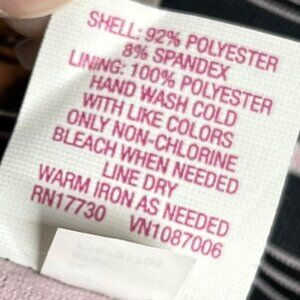 SHELL: 92% POLYESTER
8% SPANDEX
LINING: 100% POLYESTER
HAND WASH COLD
WITH LIKE COLORS
ONLY NON-CHLORINE
BLEACH WHEN NEEDED
LINE DRY
WARM IRON AS NEEDED
RN17730 VN1087006